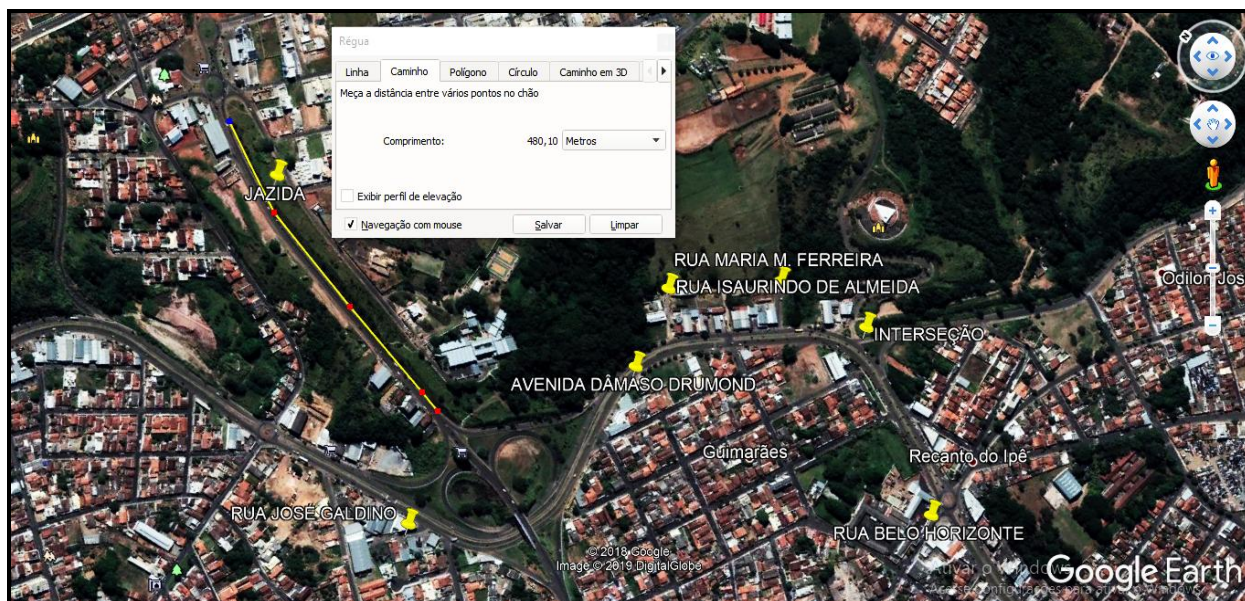 Régua
Linha Caminho Polígono Círculo Caminho em 3D
Meça a distância entre vários pontos no chão
Comprimento: 480,10 Metros
Exibir perfil de elevação
Navegação com mouse Salvar Limpar
JAZIDA
RUA MARIA M. FERREIRA
RUA ISAURINDO DE ALMEIDA
Odilon Jos
INTERSEÇÃO
AVENIDA DÂMASO DRUMOND
Guimarães
Recanto do Ipê
RUA JOSÉ GALDINO
RUA BELO HORIZONTE
© 2018 Google
Image © 2019 DigitalGlobe
Ativar o Windows
Google Earth